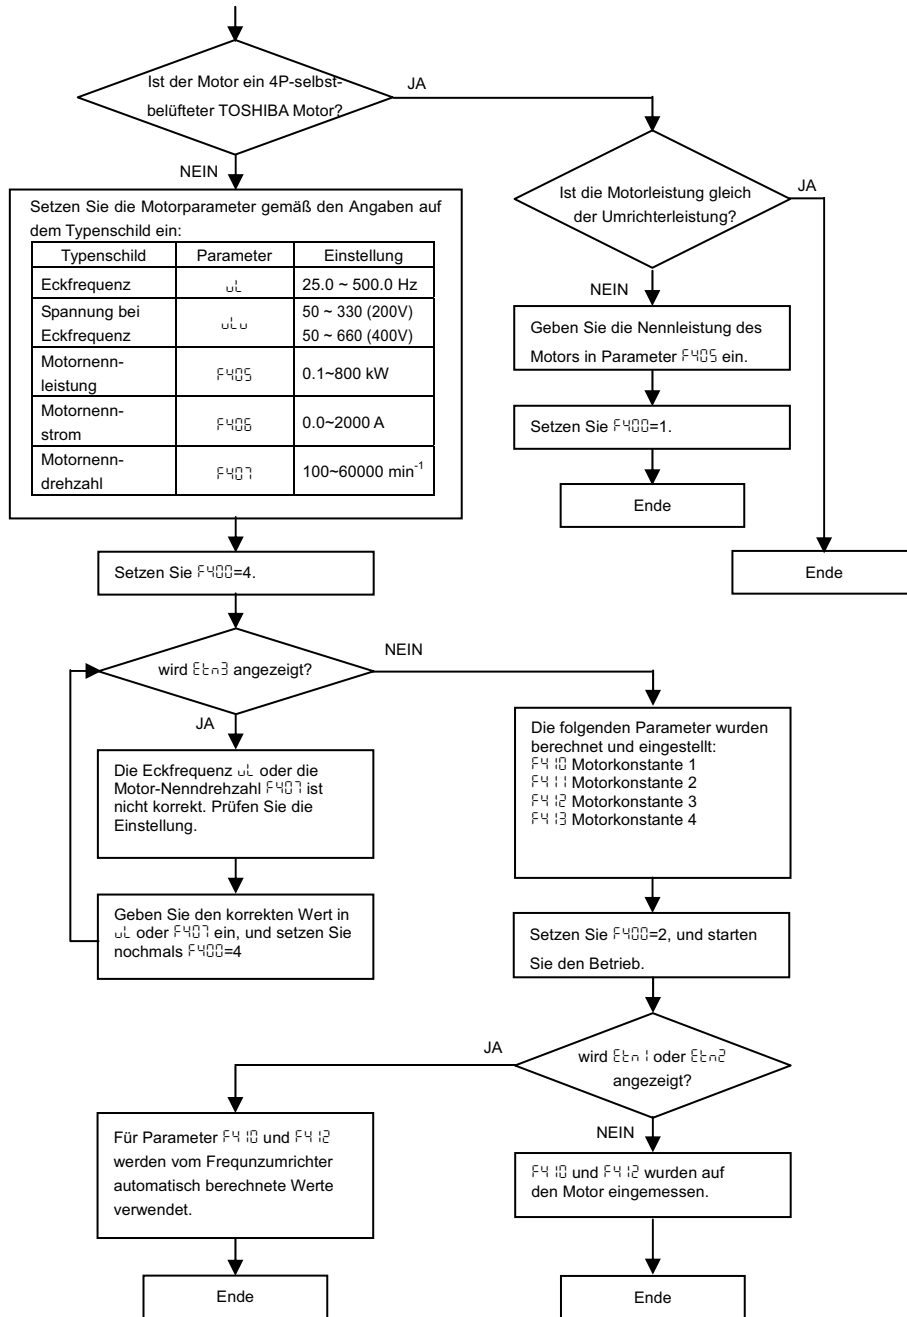 Ist der Motor ein 4P-selbst-
belüfteter TOSHIBA Motor?
JA
NEIN
Ist die Motorleistung gleich
der Umrichterleistung?
JA
NEIN
Setzen Sie die Motorparameter gemäß den Angaben auf
dem Typenschild ein:
Typenschild Parameter Einstellung
Eckfrequenz uL 25.0 ~ 500.0 Hz
Spannung bei
Eckfrequenz uLu 50 ~ 330 (200V)
50 ~ 660 (400V)
Motornenn-
leistung F405 0.1~800 kW
Motornenn-
strom F406 0.0~2000 A
Motornenn-
drehzahl F407 100~60000 min-1
Geben Sie die Nennleistung des
Motors in Parameter F405 ein.
Setzen Sie F400=1.
Ende
Ende
Setzen Sie F400=4.
wird Etn3 angezeigt?
NEIN
JA
Die Eckfrequenz uL oder die
Motor-Nenndrehzahl F407 ist
nicht korrekt. Prüfen Sie die
Einstellung.
Geben Sie den korrekten Wert in
uL oder F407 ein, und setzen Sie
nochmals F400=4
Die folgenden Parameter wurden
berechnet und eingestellt:
F410 Motorkonstante 1
F411 Motorkonstante 2
F412 Motorkonstante 3
F413 Motorkonstante 4
Setzen Sie F400=2, und starten
Sie den Betrieb.
wird Etn1 oder Etn2
angezeigt?
JA
NEIN
Für Parameter F410 und F412
werden vom Frequnzumrichter
automatisch berechnete Werte
verwendet.
F410 und F412 wurden auf
den Motor eingemessen.
Ende
Ende